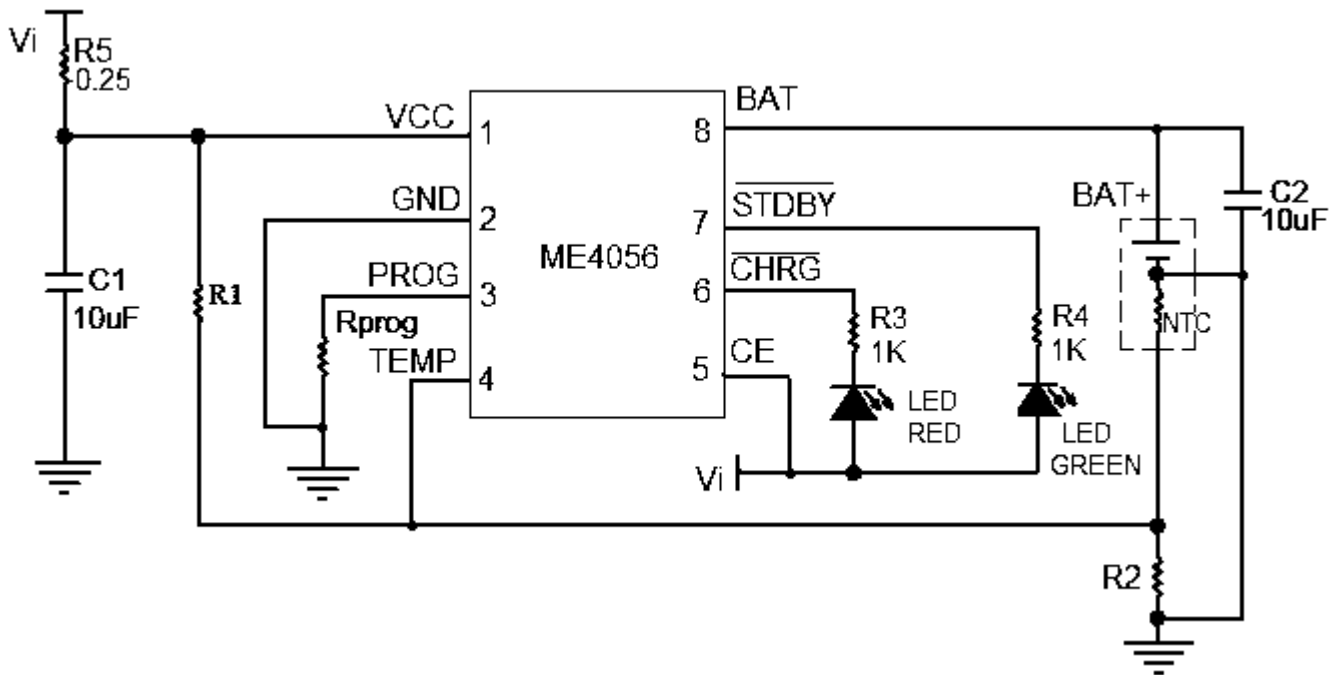 Vi
R5
0.25
VCC
1
GND
2
PROG
3
Rprog
TEMP
4
C1
10uF
R1
ME4056
BAT
8
STDBY
7
CHRG
6
CE
5
R3
1K
LED
RED
R4
1K
LED
GREEN
Vi
BAT+
NTC
C2
10uF
R2